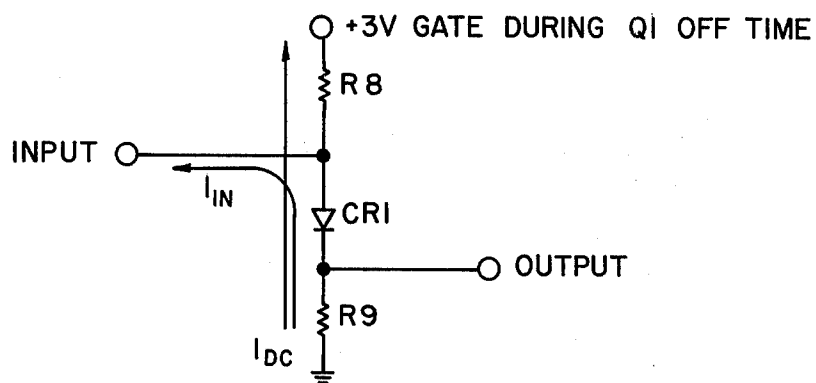 +3V GATE DURING Q1 OFF TIME
R8
INPUT
I_IN
CR1
OUTPUT
R9
I_DC